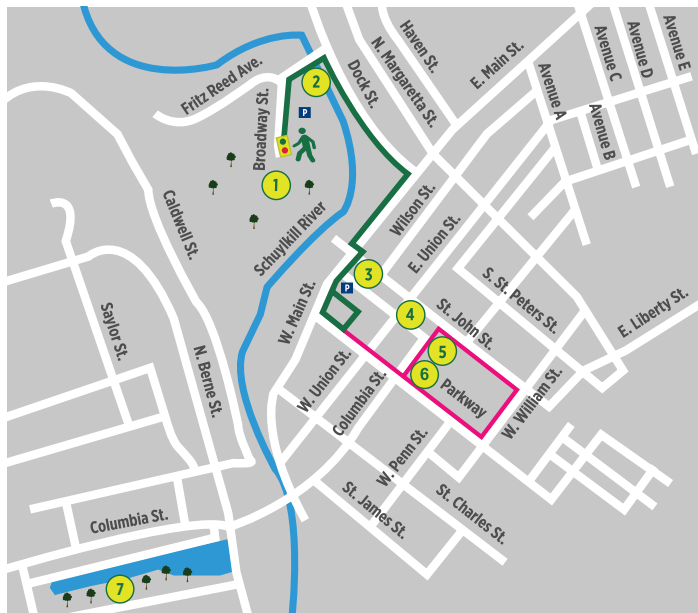 Haven St.
N. Margaretta St.
E. Main St.
Avenue C
Avenue D
Avenue E
Fritz Reed Ave.
Dock St.
2
Avenue A
P
Broadway St.
Avenue B
1
Wilson St.
Caldwell St.
Schuylkill River
E. Union St.
3
P
S. St. Peters St.
W. Main St.
4
St. John St.
E. Liberty St.
Saylor St.
5
6
N. Berne St.
W. Union St.
Columbia St.
Parkway
W. William St.
W. Penn St.
St. James St.
St. Charles St.
Columbia St.
7